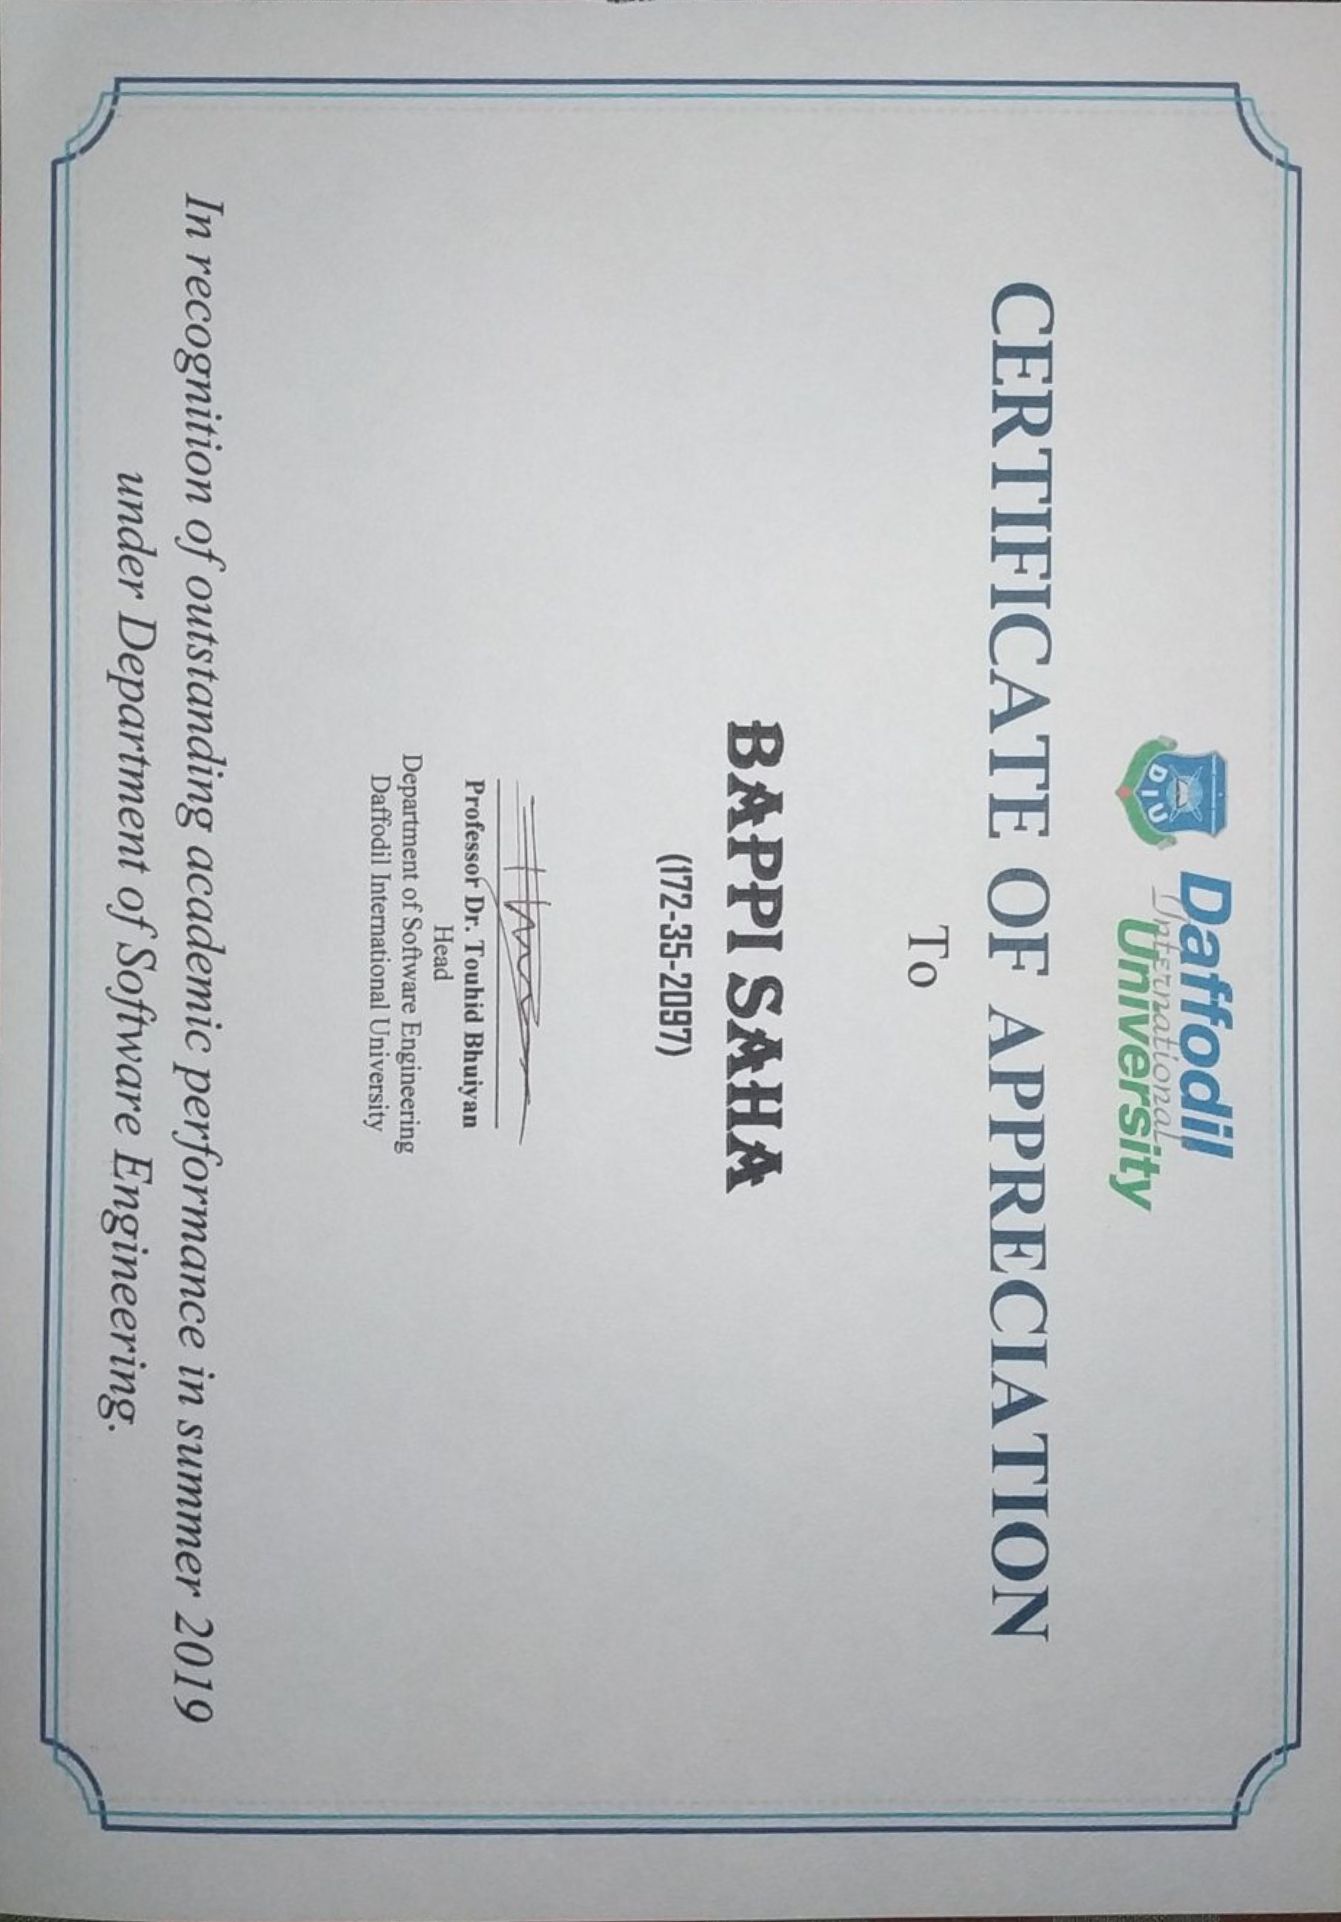 DIU
Daffodil
International
University
CERTIFICATE OF APPRECIATION
To
BAPPI SAHA
(172-35-2097)
Professor Dr. Touhid Bhuiyan
Head
Department of Software Engineering
Daffodil International University
In recognition of outstanding academic performance in summer 2019
under Department of Software Engineering.